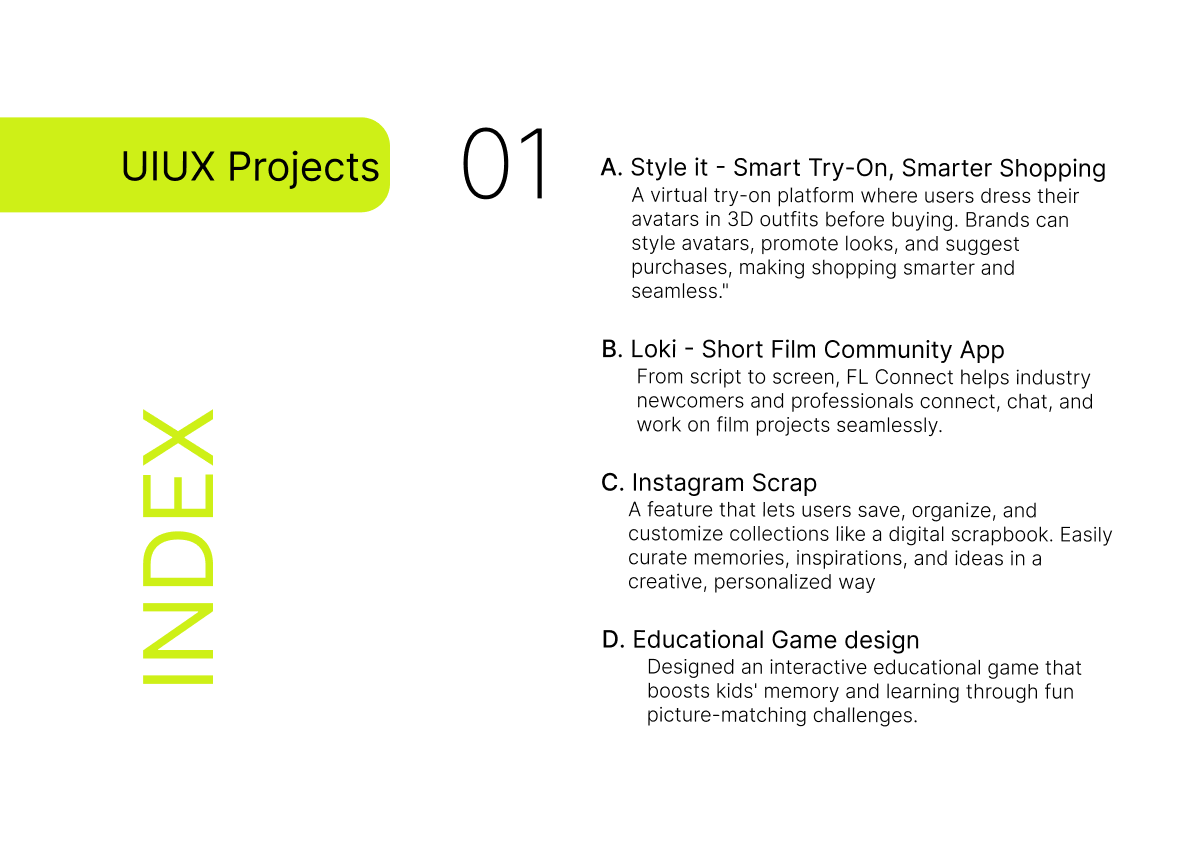 UIUX Projects
01
A. Style it - Smart Try-On, Smarter Shopping
A virtual try-on platform where users dress their
avatars in 3D outfits before buying. Brands can
style avatars, promote looks, and suggest
purchases, making shopping smarter and
seamless."
B. Loki - Short Film Community App
From script to screen, FL Connect helps industry
newcomers and professionals connect, chat, and
work on film projects seamlessly.
C. Instagram Scrap
A feature that lets users save, organize, and
customize collections like a digital scrapbook. Easily
curate memories, inspirations, and ideas in a
creative, personalized way
D. Educational Game design
Designed an interactive educational game that
boosts kids' memory and learning through fun
picture-matching challenges.
INDEX